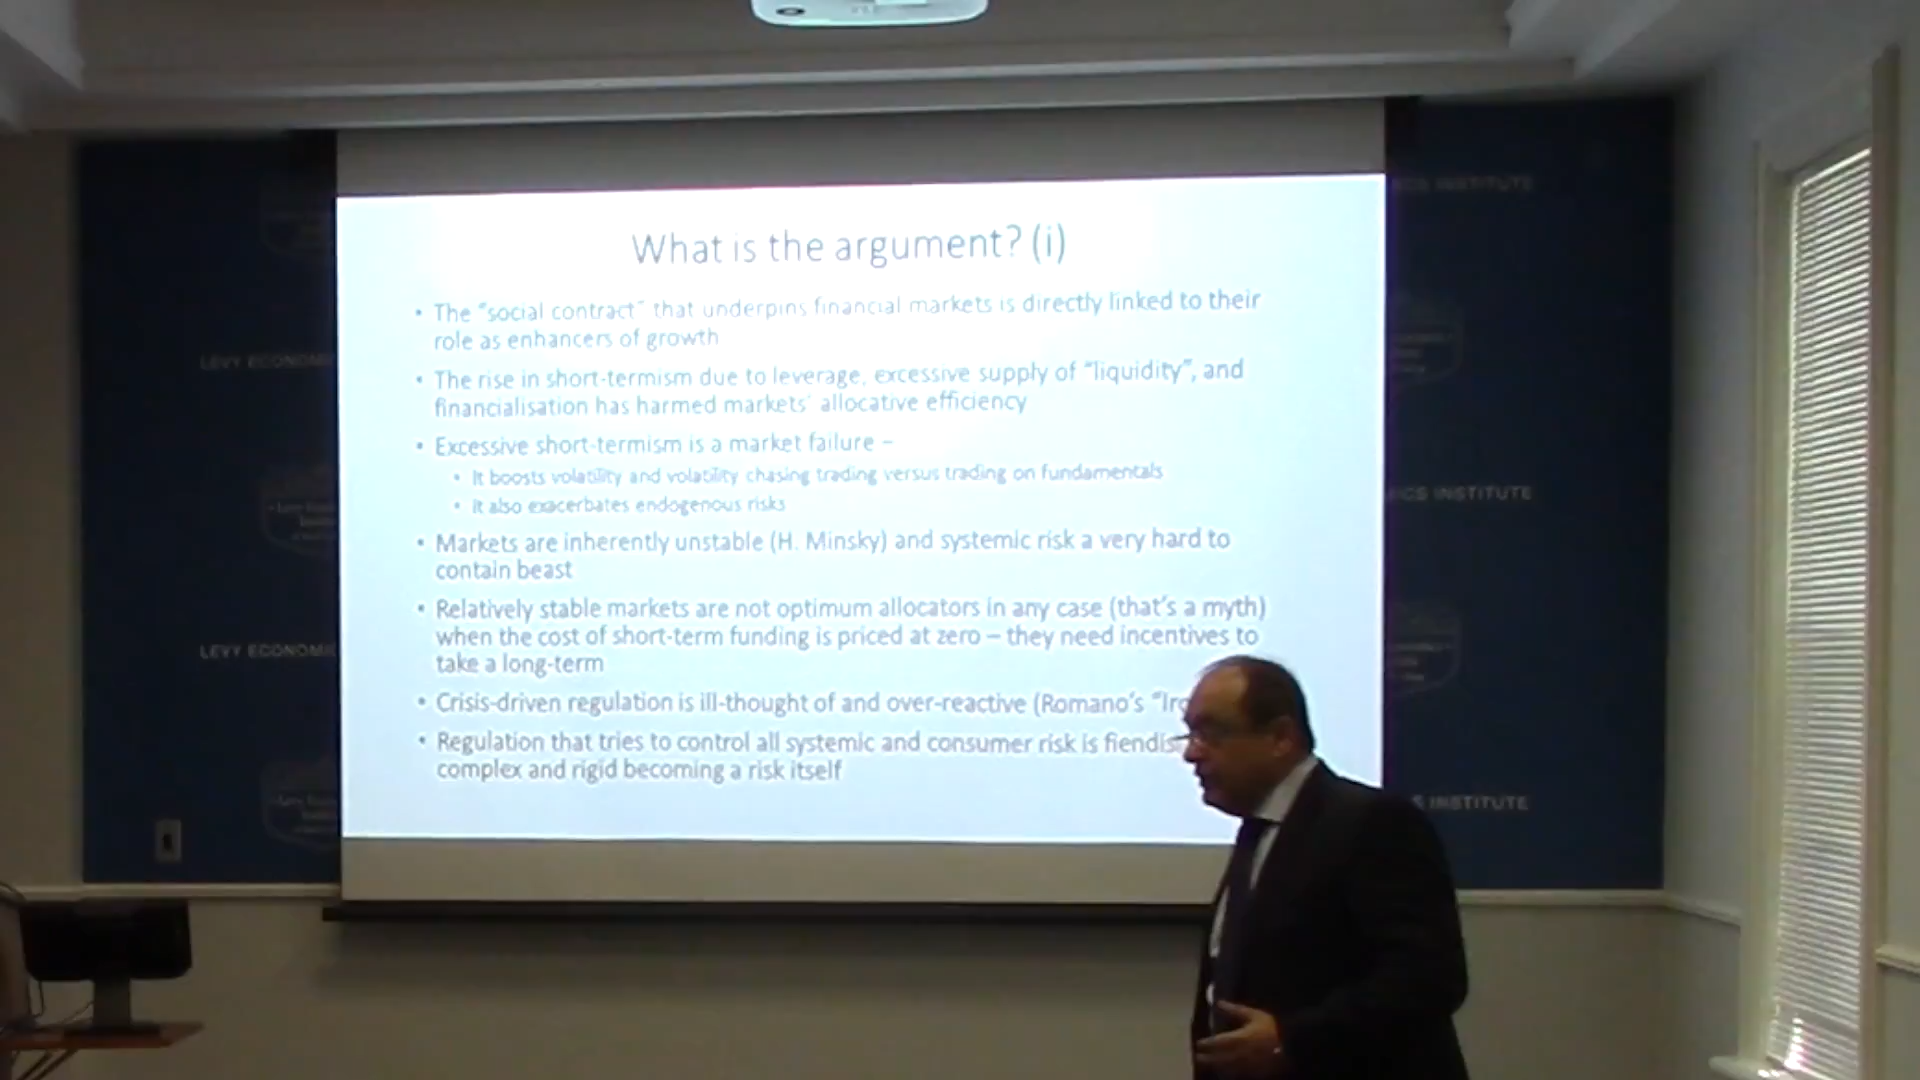 What is the argument? (i)
• The "social contract" that underpins financial markets is directly linked to their
role as enhancers of growth
• The rise in short-termism due to leverage, excessive supply of "liquidity", and
financialisation has harmed markets' allocative efficiency
• Excessive short-termism is a market failure –
• It boosts volatility and volatility chasing trading versus trading on fundamentals
• It also exacerbates endogenous risks
• Markets are inherently unstable (H. Minsky) and systemic risk a very hard to
contain beast
• Relatively stable markets are not optimum allocators in any case (that's a myth)
when the cost of short-term funding is priced at zero – they need incentives to
take a long-term
• Crisis-driven regulation is ill-thought of and over-reactive (Romano's
• Regulation that tries to control all systemic and consumer risk is
complex and rigid becoming a risk itself
LEVY
LEVY
INSTITUTE
INSTITUTE
INSTITUTE